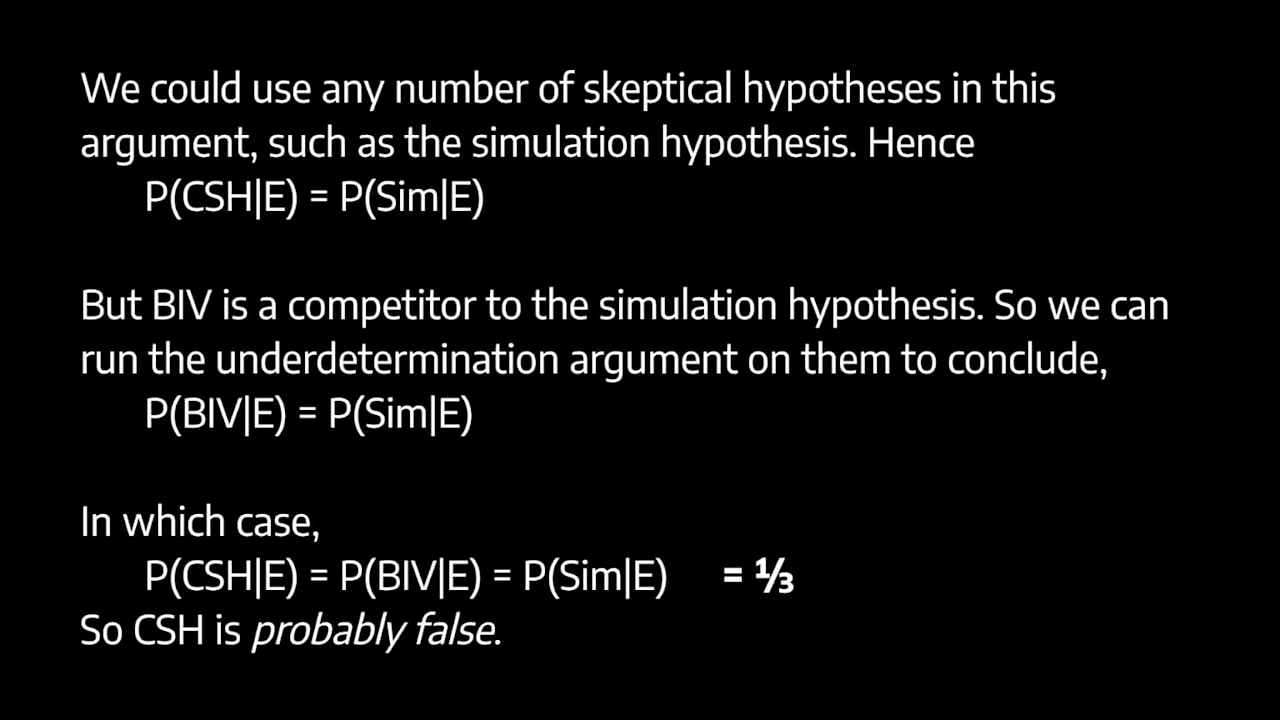 We could use any number of skeptical hypotheses in this
argument, such as the simulation hypothesis. Hence
P(CSH|E) = P(Sim|E)
But BIV is a competitor to the simulation hypothesis. So we can
run the underdetermination argument on them to conclude,
P(BIV|E) = P(Sim|E)
In which case,
P(CSH|E) = P(BIV|E) = P(Sim|E) = ⅓
So CSH is probably false.